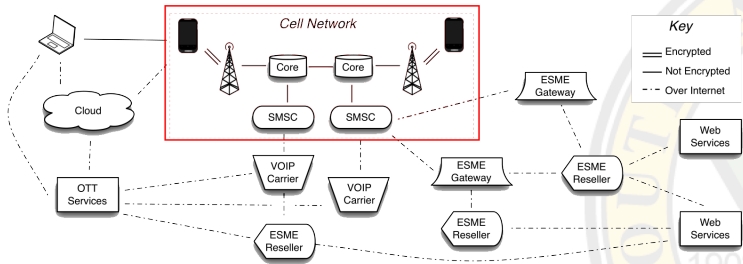 Cell Network
Key
Encrypted
Not Encrypted
Over Internet
Core
Core
ESME
Gateway
Cloud
SMSC
SMSC
Web
Services
VOIP
Carrier
ESME
Gateway
ESME
Reseller
OTT
Services
VOIP
Carrier
ESME
Reseller
ESME
Reseller
Web
Services